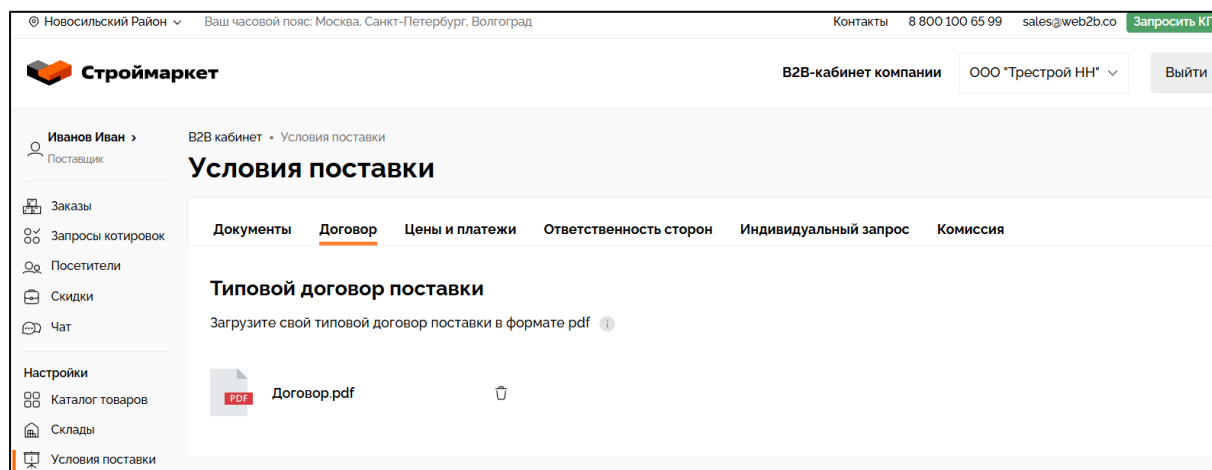 Новосильский Район Ваш часовой пояс: Москва, Санкт-Петербург, Волгоград Контакты 8 800 100 65 99 sales@web2b.co Запросить КП
Строймаркет B2B-кабинет компании ООО "Трестрой НН" Выйти
Иванов Иван
Поставщик
B2B кабинет • Условия поставки
Условия поставки
Заказы
Запросы котировок
Посетители
Скидки
Чат
Настройки
Каталог товаров
Склады
Условия поставки
Документы Договор Цены и платежи Ответственность сторон Индивидуальный запрос Комиссия
Типовой договор поставки
Загрузите свой типовой договор поставки в формате pdf i
PDF Договор.pdf